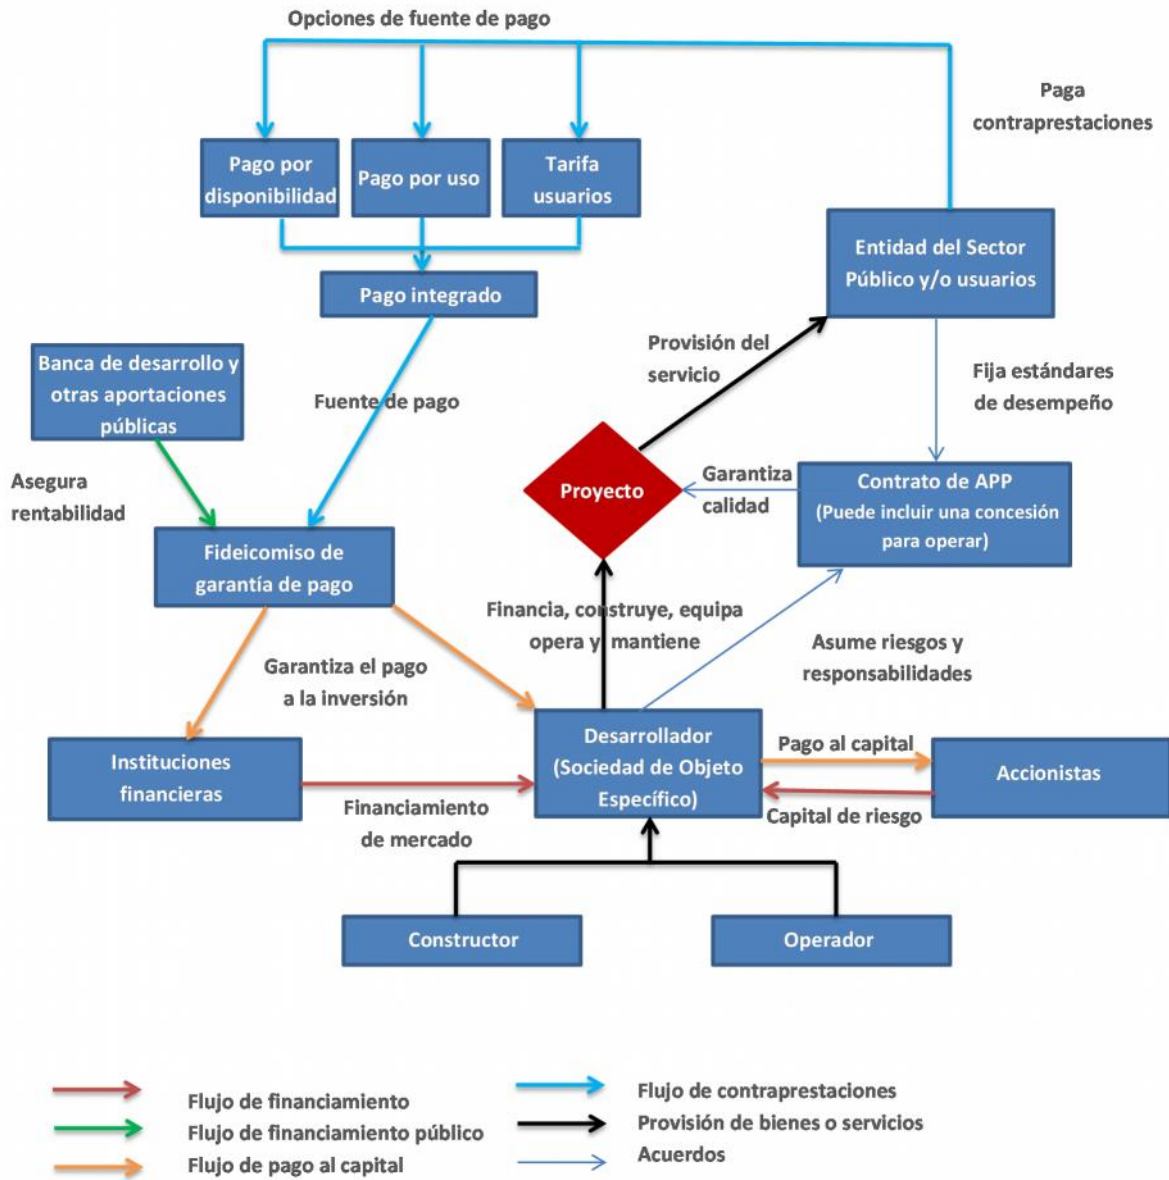 Opciones de fuente de pago
Paga
contraprestaciones
Pago por
disponibilidad
Pago por uso
Tarifa
usuarios
Entidad del Sector
Público y/o usuarios
Pago integrado
Banca de desarrollo y
otras aportaciones
públicas
Fuente de pago
Provisión del
servicio
Fija estándares
de desempeño
Asegura
rentabilidad
Proyecto
Garantiza
calidad
Contrato de APP
(Puede incluir una concesión
para operar)
Fideicomiso de
garantía de pago
Financia, construye, equipa
opera y mantiene
Asume riesgos y
responsabilidades
Garantiza el pago
a la inversión
Instituciones
financieras
Desarrollador
(Sociedad de Objeto
Específico)
Pago al capital
Accionistas
Financiamiento
de mercado
Capital de riesgo
Constructor
Operador
Flujo de financiamiento
Flujo de financiamiento público
Flujo de pago al capital
Flujo de contraprestaciones
Provisión de bienes o servicios
Acuerdos